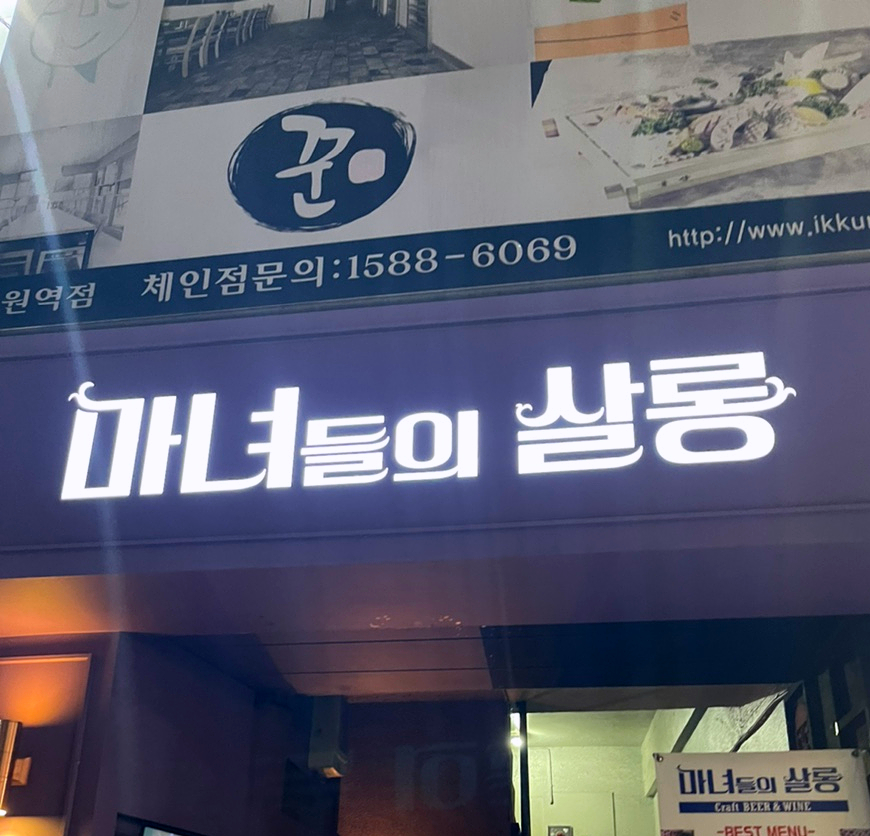 꾼
원역점 체인점문의:1588-6069 http://www.ikku
마녀들의 살롱
마녀들의 살롱
Craft BEER & WINE
-BEST MENU-